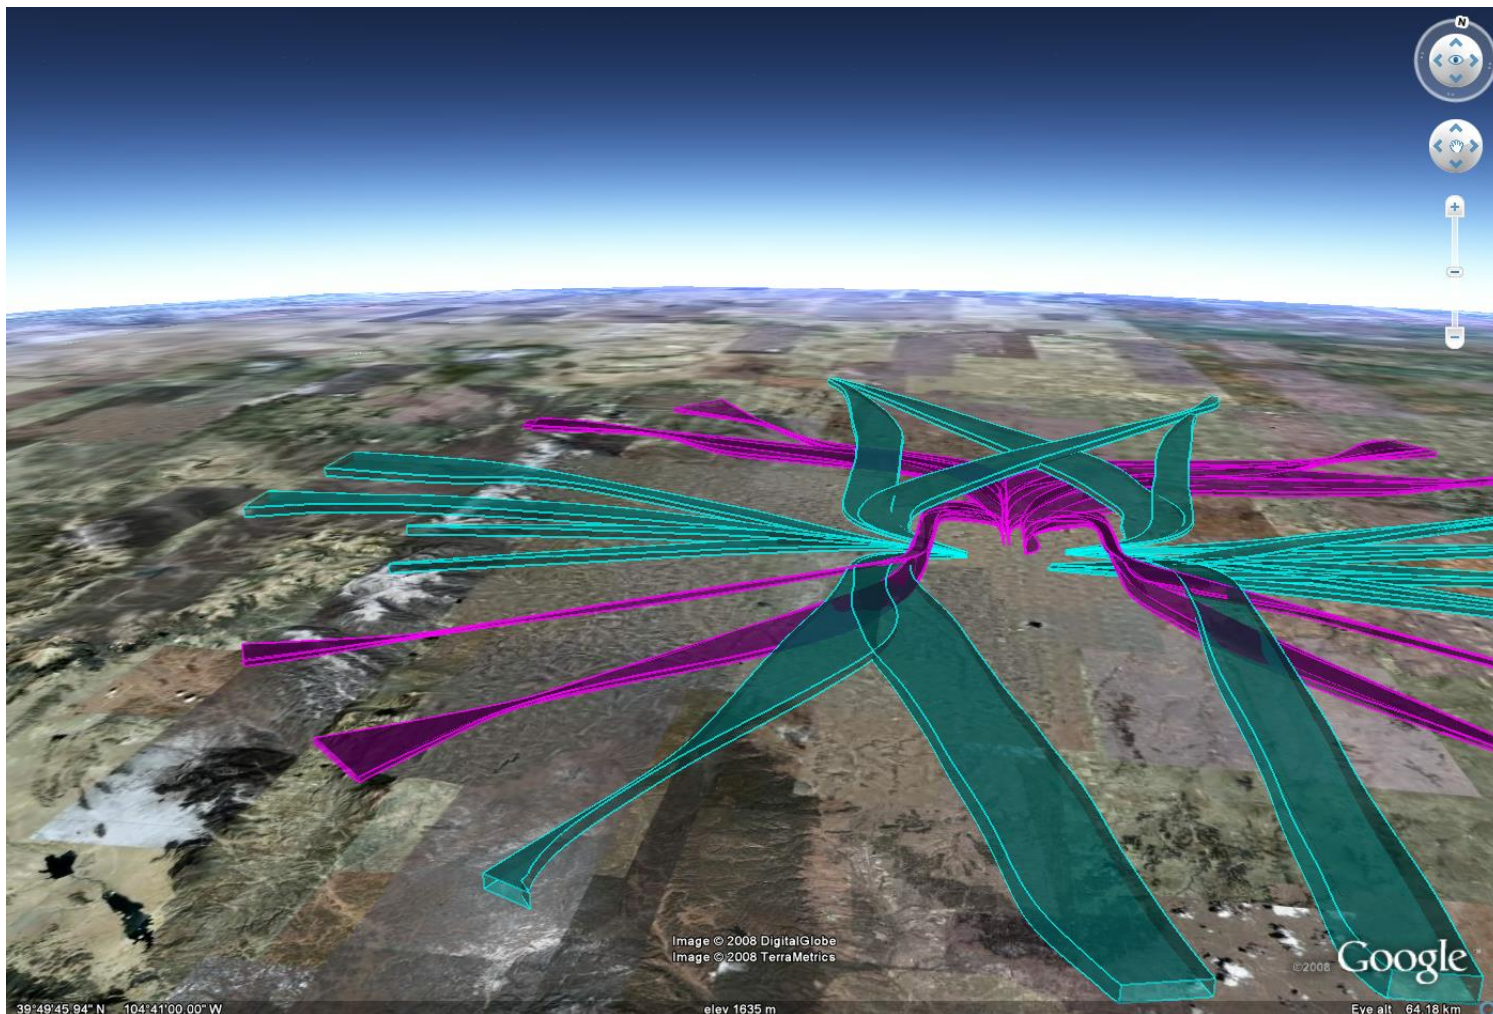 N
Image © 2008 DigitalGlobe
Image © 2008 TerraMetrics
©2008 Google
39°49'45.94" N 104°41'00.00" W elev 1635 m Eye alt 64.18 km